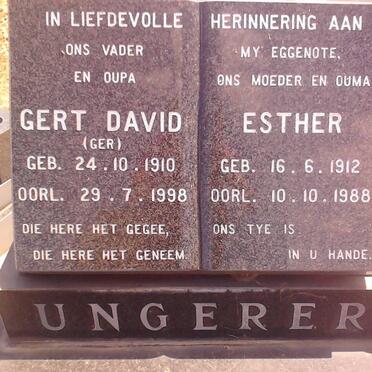 IN LIEFDEVOLLE
ONS VADER
EN OUPA
GERT DAVID
(GER)
GEB. 24.10.1910
OORL. 29.7.1998
DIE HERE HET GEGEE,
DIE HERE HET GENEEM.
HERINNERING AAN
MY EGGENOTE,
ONS MOEDER EN OUMA
ESTHER
GEB. 16.6.1912
OORL. 10.10.1988
ONS TYE IS
IN U HANDE.
UNGERER